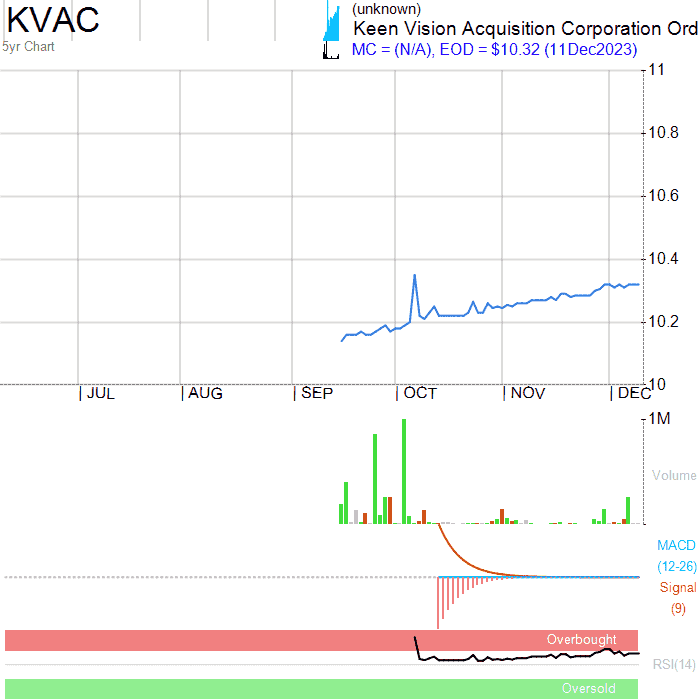 KVAC
(unknown)
Keen Vision Acquisition Corporation Ord
5yr Chart
MC = (N/A), EOD = $10.32 (11Dec2023)
11
10.8
10.6
10.4
10.2
10
JUL
AUG
SEP
OCT
NOV
DEC
1M
Volume
MACD
(12-26)
Signal
(9)
Overbought
RSI(14)
Oversold